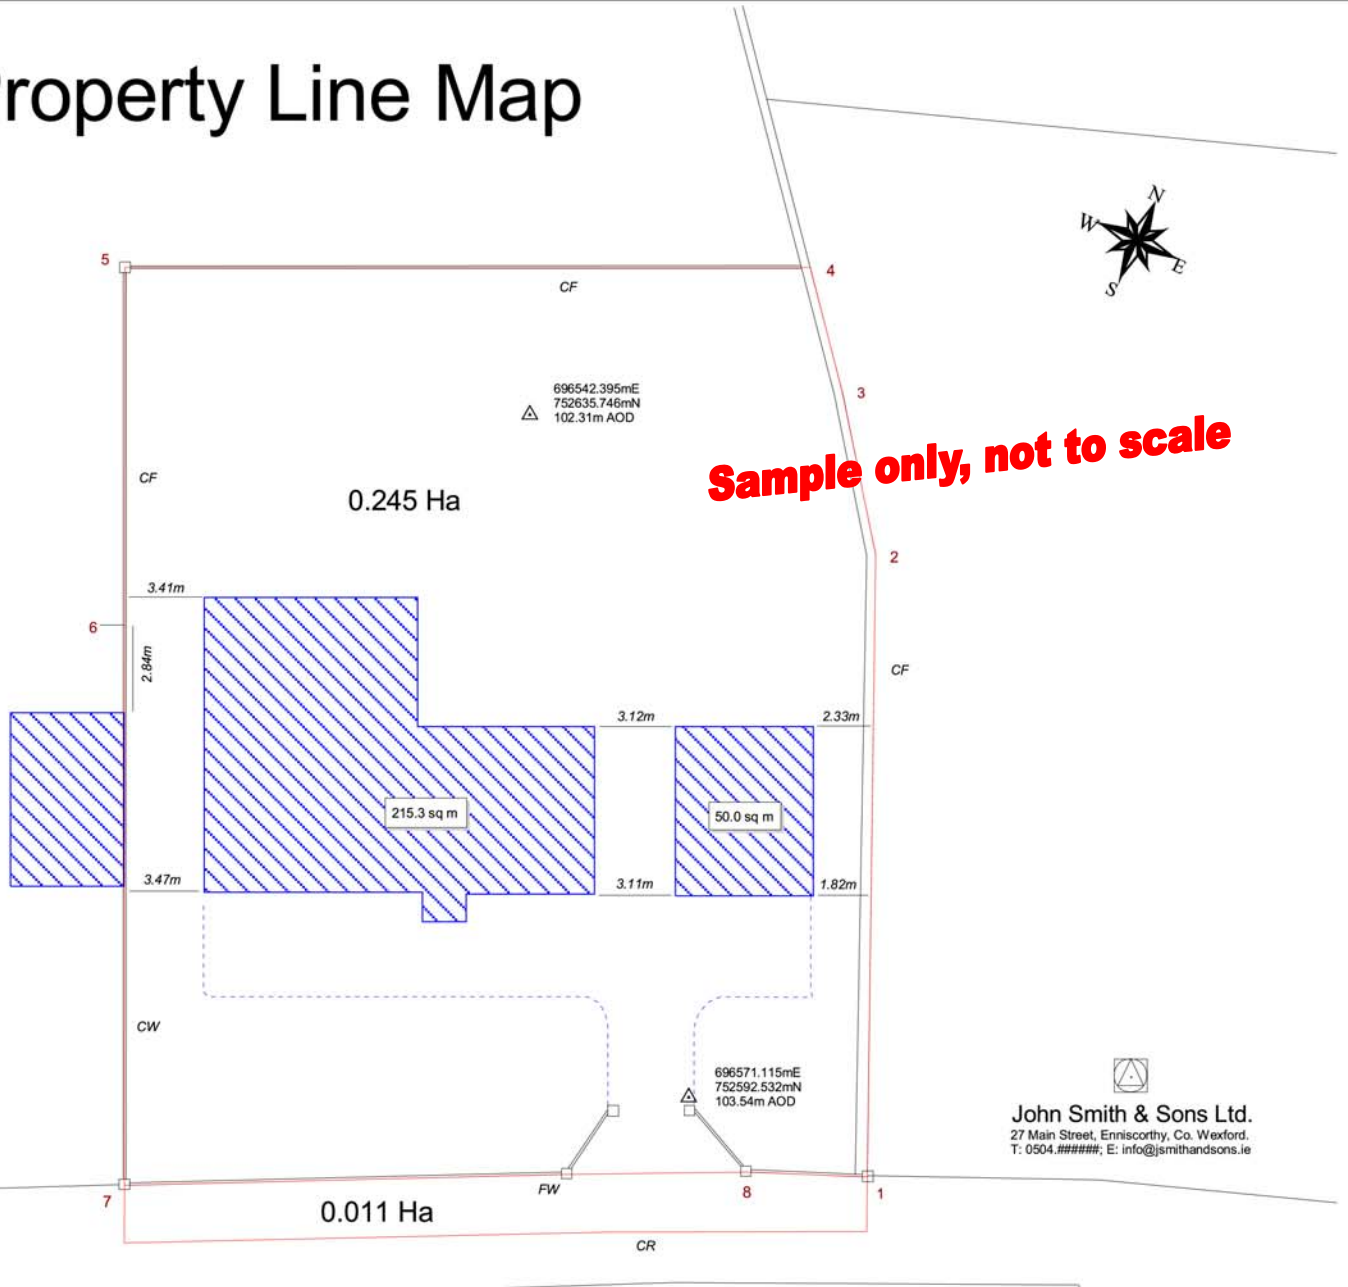 roperty Line Map
N
W
E
S
5
4
CF
3
696542.395mE
752635.746mN
102.31m AOD
Sample only, not to scale
CF
0.245 Ha
2
3.41m
6
2.84m
CF
3.12m
2.33m
215.3 sq m
50.0 sq m
3.47m
3.11m
1.82m
CW
696571.115mE
752592.532mN
103.54m AOD
John Smith & Sons Ltd.
27 Main Street, Enniscorthy, Co. Wexford.
T: 0504.######; E: info@jsmithandsons.ie
7
FW
8
1
0.011 Ha
CR